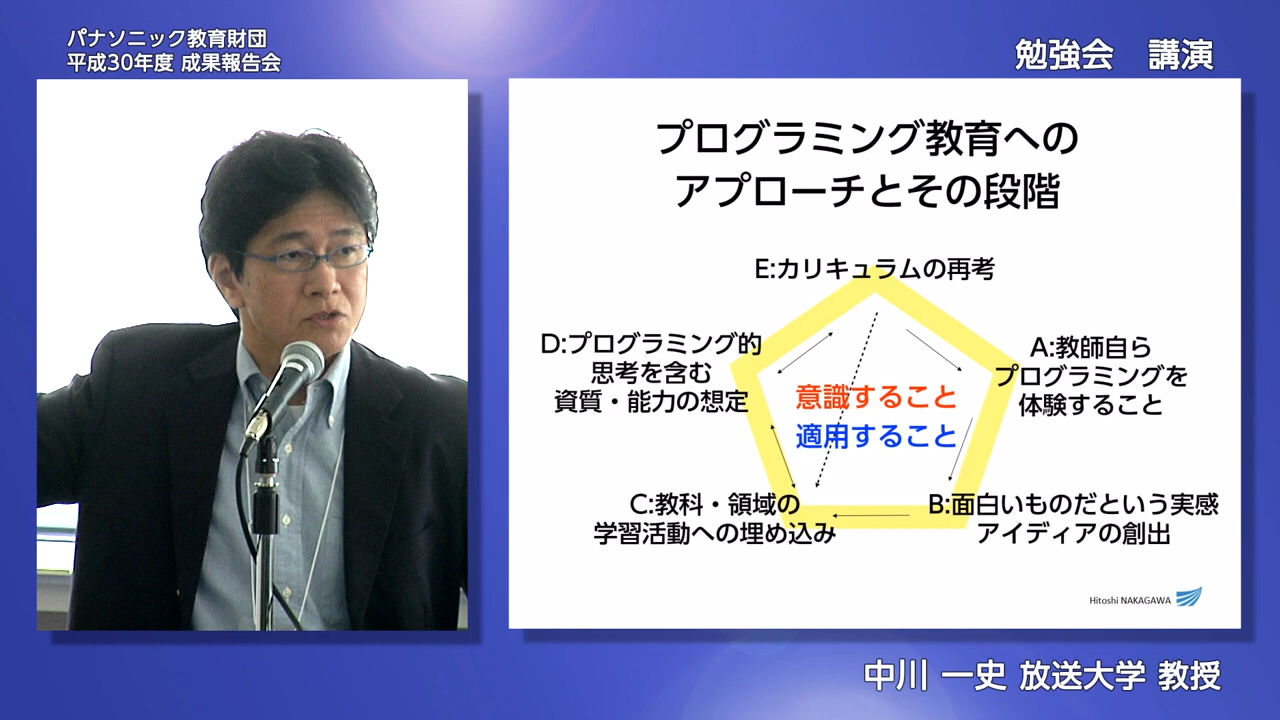 パナソニック教育財団
平成30年度 成果報告会
勉強会 講演
プログラミング教育への
アプローチとその段階
E:カリキュラムの再考
D:プログラミング的
思考を含む
資質・能力の想定
A:教師自ら
プログラミングを
体験すること
意識すること
適用すること
C:教科・領域の
学習活動への埋め込み
B:面白いものだという実感
アイディアの創出
Hitoshi NAKAGAWA
中川 一史 放送大学 教授